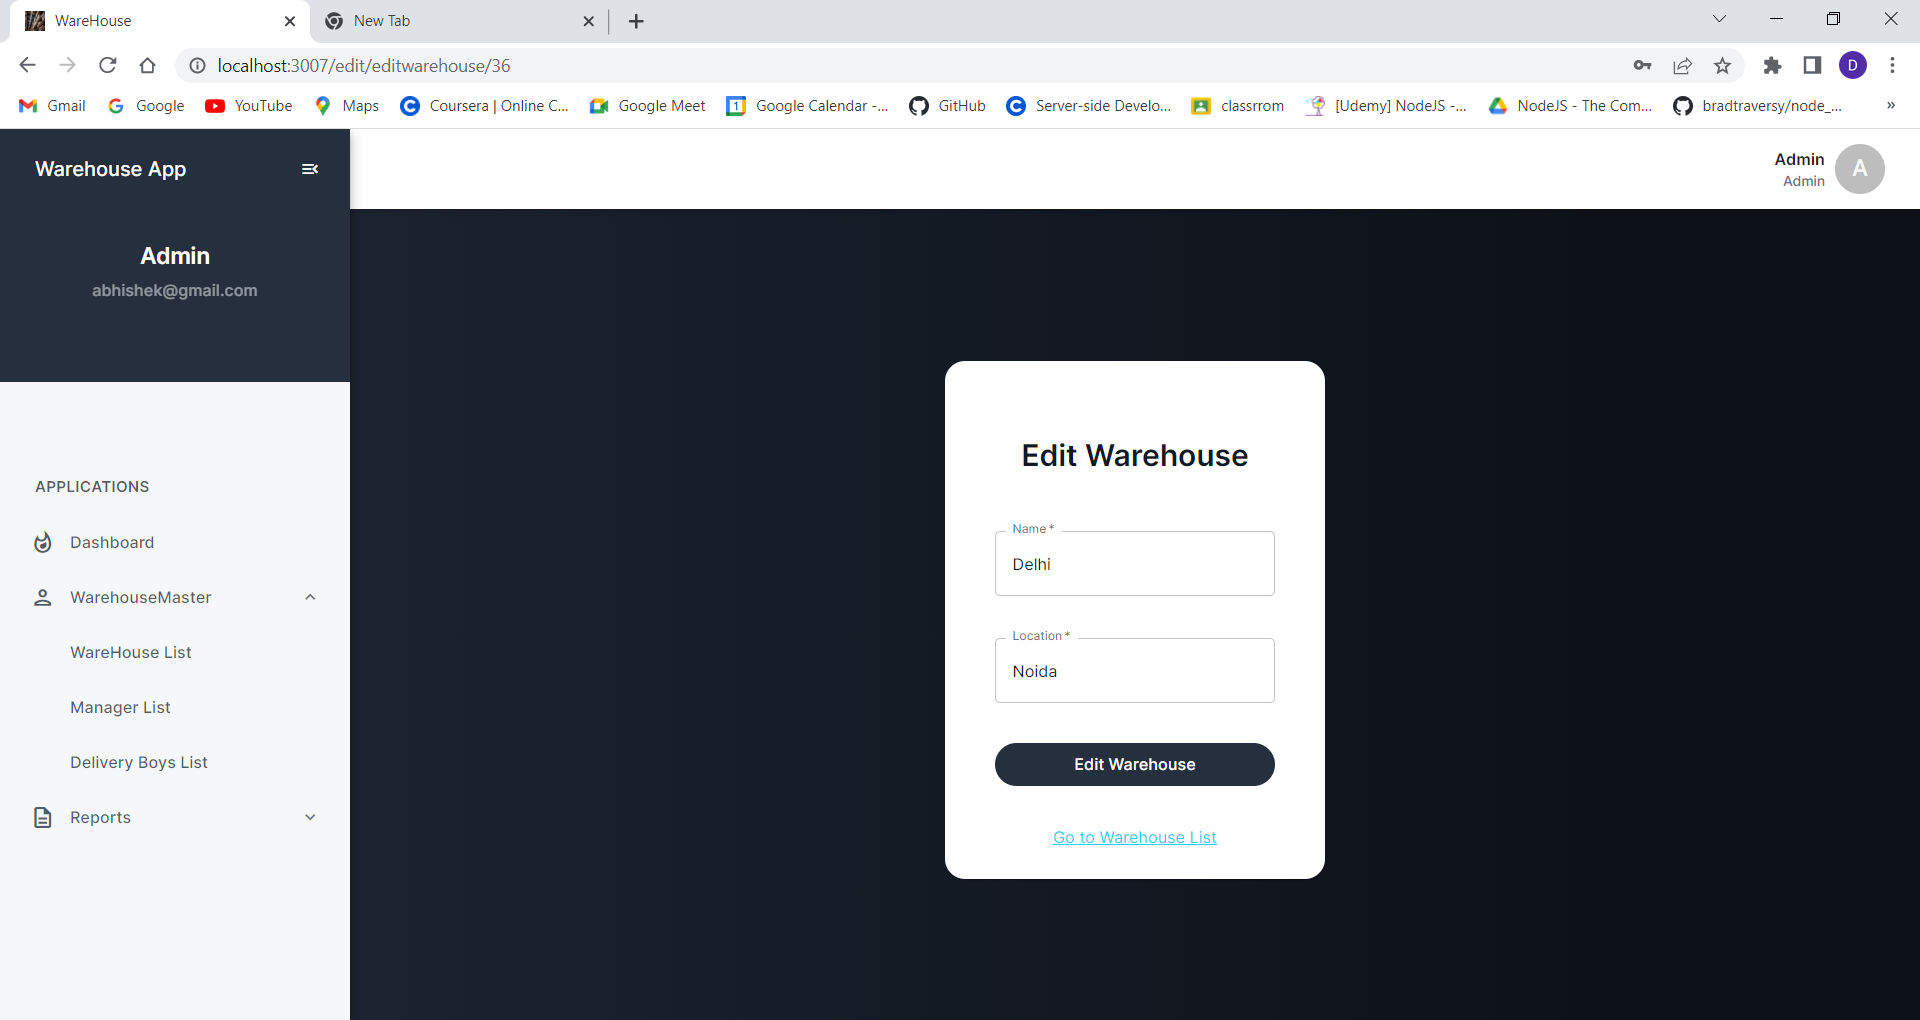 WareHouse
New Tab
localhost:3007/edit/editwarehouse/36
D
Gmail
Google
YouTube
Maps
Coursera | Online C...
Google Meet
1
Google Calendar -...
GitHub
Server-side Develo...
classrrom
[Udemy] NodeJS -...
NodeJS - The Com...
bradtraversy/node_...
»
Warehouse App
Admin
Admin
A
Admin
abhishek@gmail.com
APPLICATIONS
Dashboard
WarehouseMaster
WareHouse List
Manager List
Delivery Boys List
Reports
Edit Warehouse
Name *
Delhi
Location *
Noida
Edit Warehouse
Go to Warehouse List